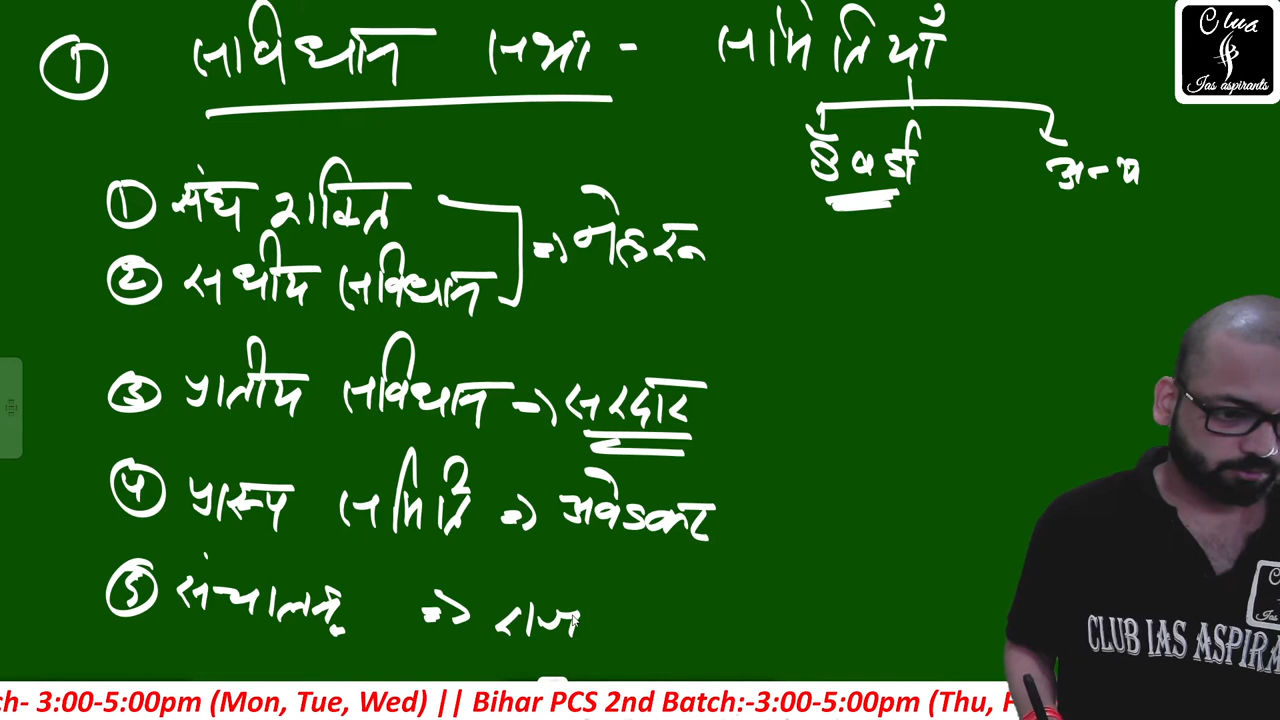 ① संविधान सभा - समितियाँ
Club
Ias aspirants
8 बड़ी
अन्य
① संघ शक्ति
② संघीय संविधान
=> नेहरू
③ प्रांतीय संविधान => सरदार
④ प्रारूप समिति => अंबेडकर
⑤ संचालन => राज
CLUB IAS ASPIRA
ch- 3:00-5:00pm (Mon, Tue, Wed) || Bihar PCS 2nd Batch:-3:00-5:00pm (Thu, F